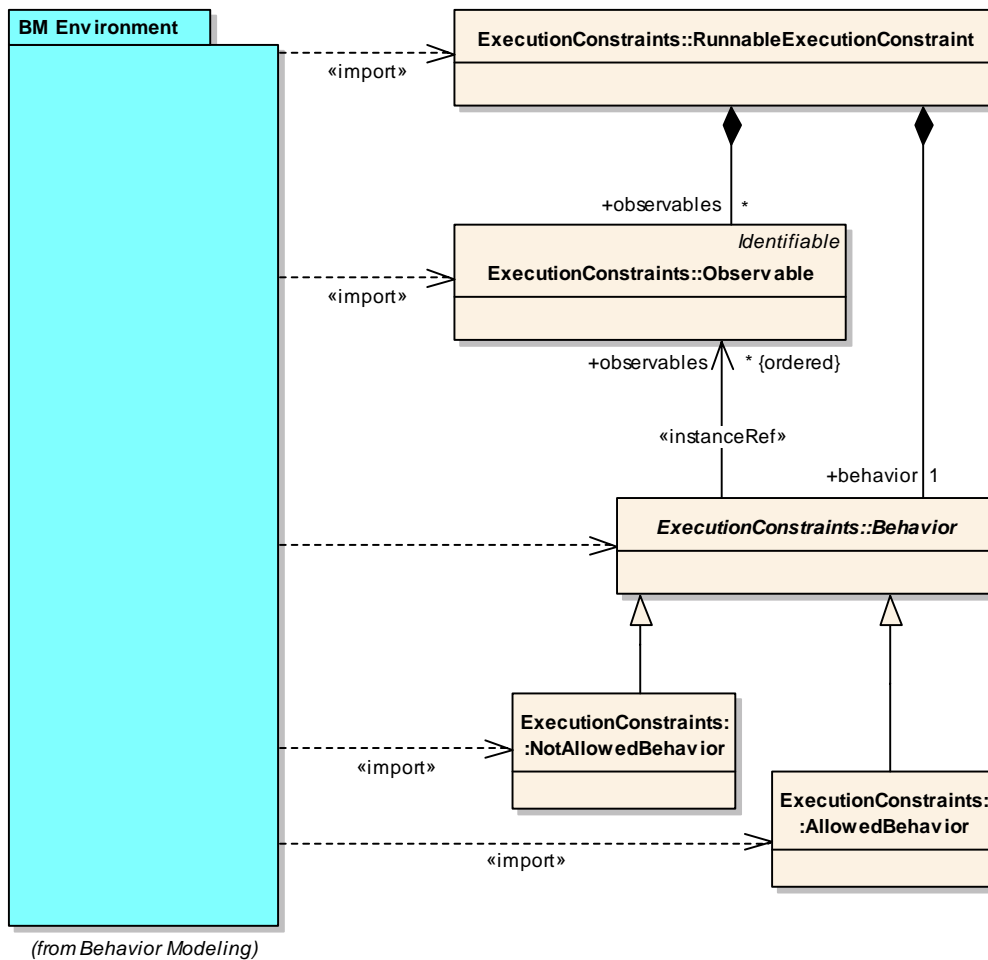 BM Environment
ExecutionConstraints::RunnableExecutionConstraint
«import»
+observables *
Identifiable
ExecutionConstraints::Observable
«import»
+observables * {ordered}
«instanceRef»
+behavior 1
ExecutionConstraints::Behavior
ExecutionConstraints:
:NotAllowedBehavior
«import»
ExecutionConstraints:
:AllowedBehavior
«import»
(from Behavior Modeling)